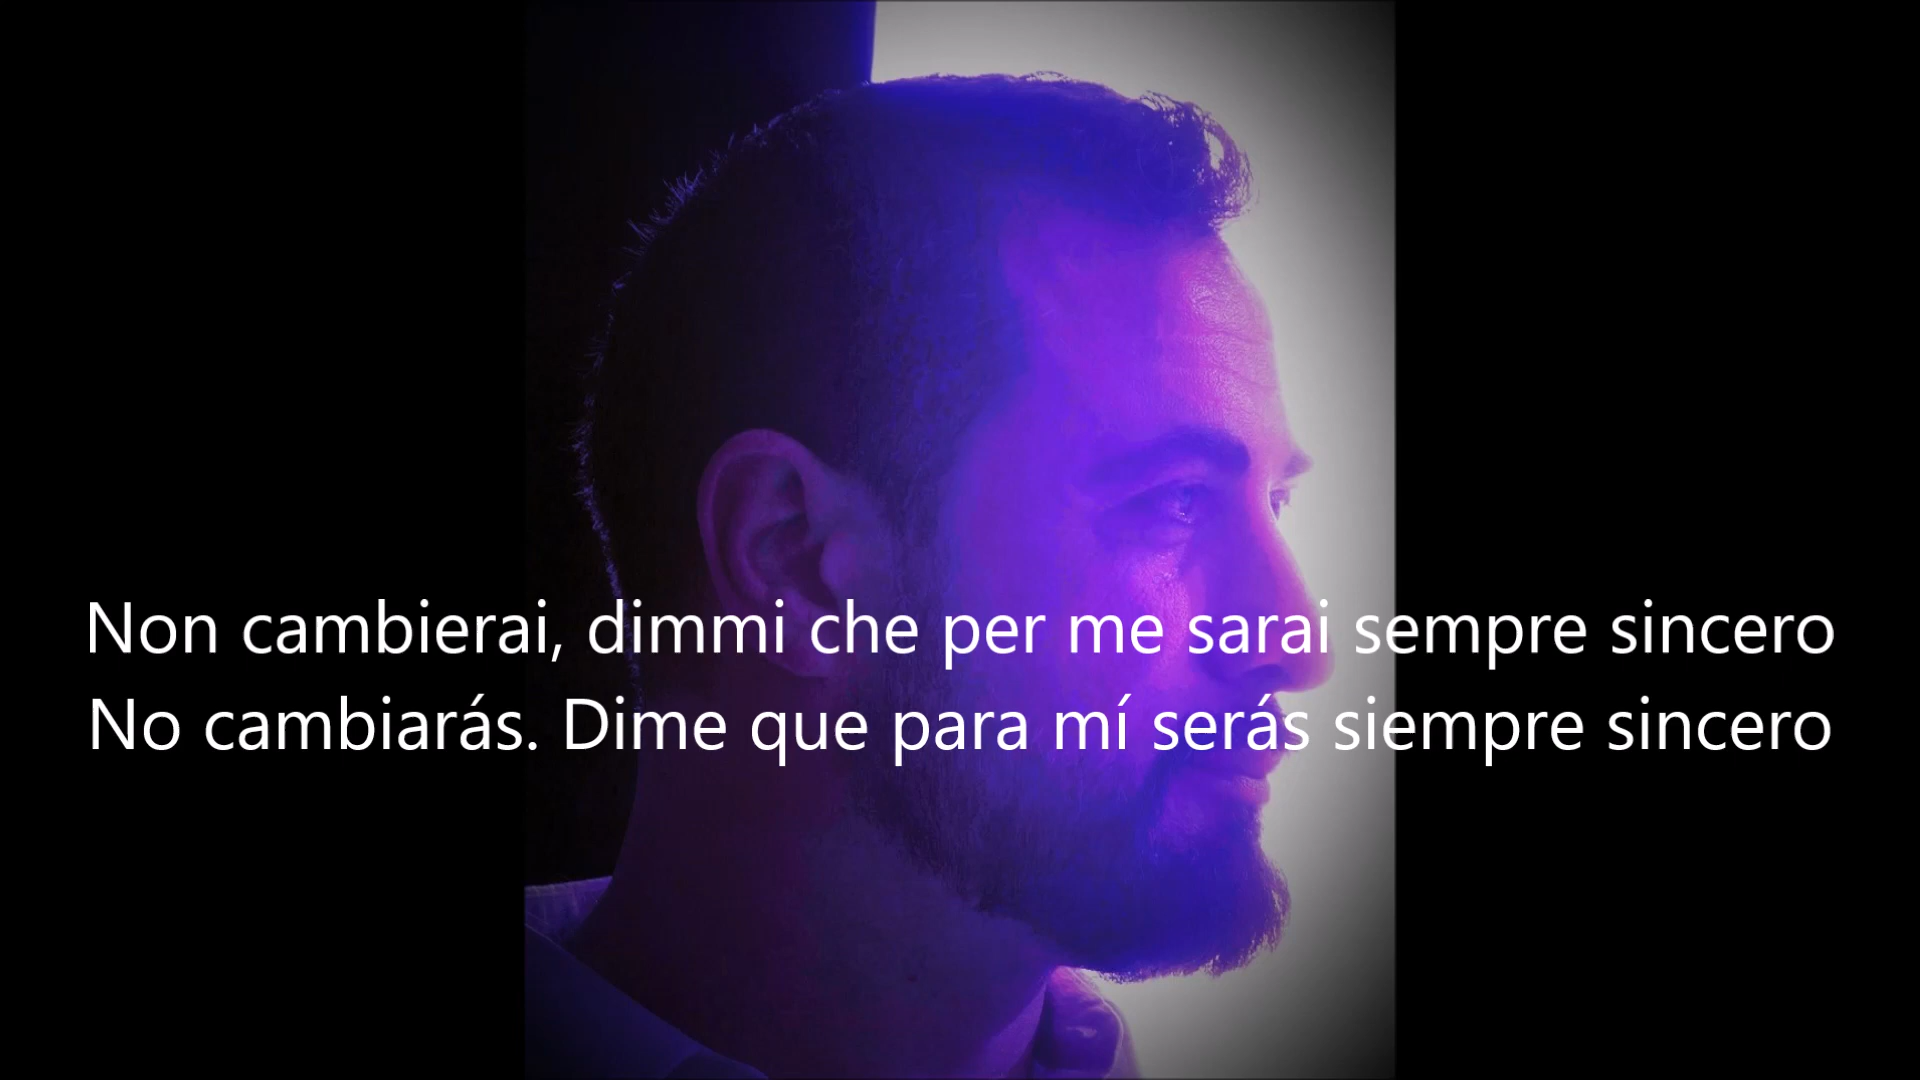 Non cambierai, dimmi che per me sarai sempre sincero
No cambiarás. Dime que para mí serás siempre sincero